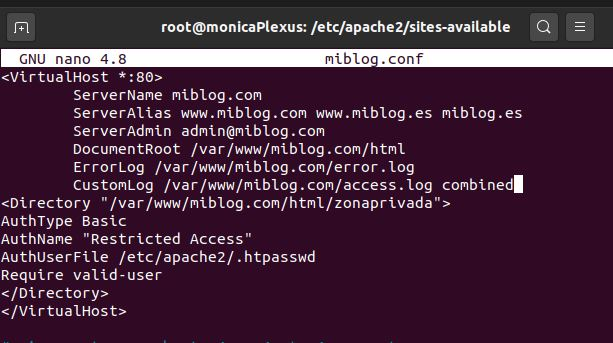 root@monicaPlexus: /etc/apache2/sites-available
GNU nano 4.8 miblog.conf
<VirtualHost *:80>
ServerName miblog.com
ServerAlias www.miblog.com www.miblog.es miblog.es
ServerAdmin admin@miblog.com
DocumentRoot /var/www/miblog.com/html
ErrorLog /var/www/miblog.com/error.log
CustomLog /var/www/miblog.com/access.log combined
<Directory "/var/www/miblog.com/html/zonaprivada">
AuthType Basic
AuthName "Restricted Access"
AuthUserFile /etc/apache2/.htpasswd
Require valid-user
</Directory>
</VirtualHost>